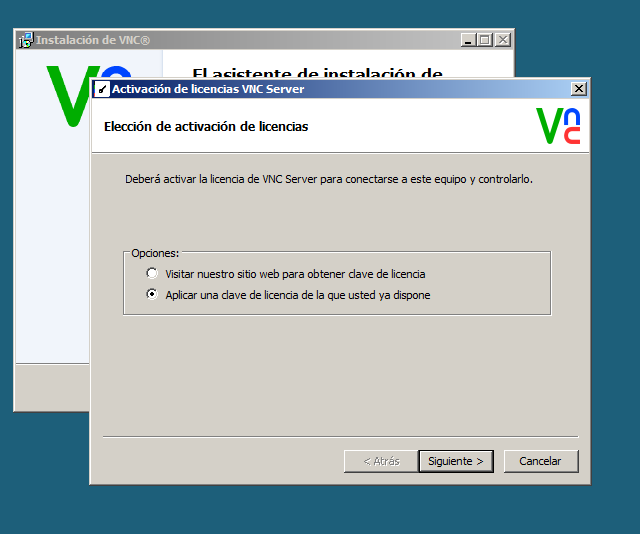 Instalación de VNC®
El asistente de instalación de
Activación de licencias VNC Server
Elección de activación de licencias
Vnc
Deberá activar la licencia de VNC Server para conectarse a este equipo y controlarlo.
Opciones:
Visitar nuestro sitio web para obtener clave de licencia
Aplicar una clave de licencia de la que usted ya dispone
< Atrás
Siguiente >
Cancelar